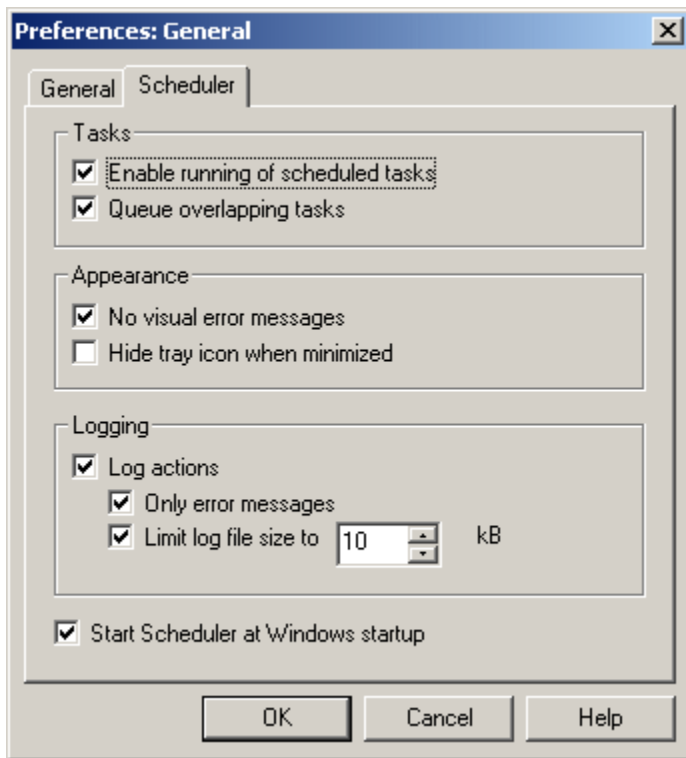 Preferences: General
General Scheduler
Tasks
Enable running of scheduled tasks
Queue overlapping tasks
Appearance
No visual error messages
Hide tray icon when minimized
Logging
Log actions
Only error messages
Limit log file size to 10 kB
Start Scheduler at Windows startup
OK Cancel Help